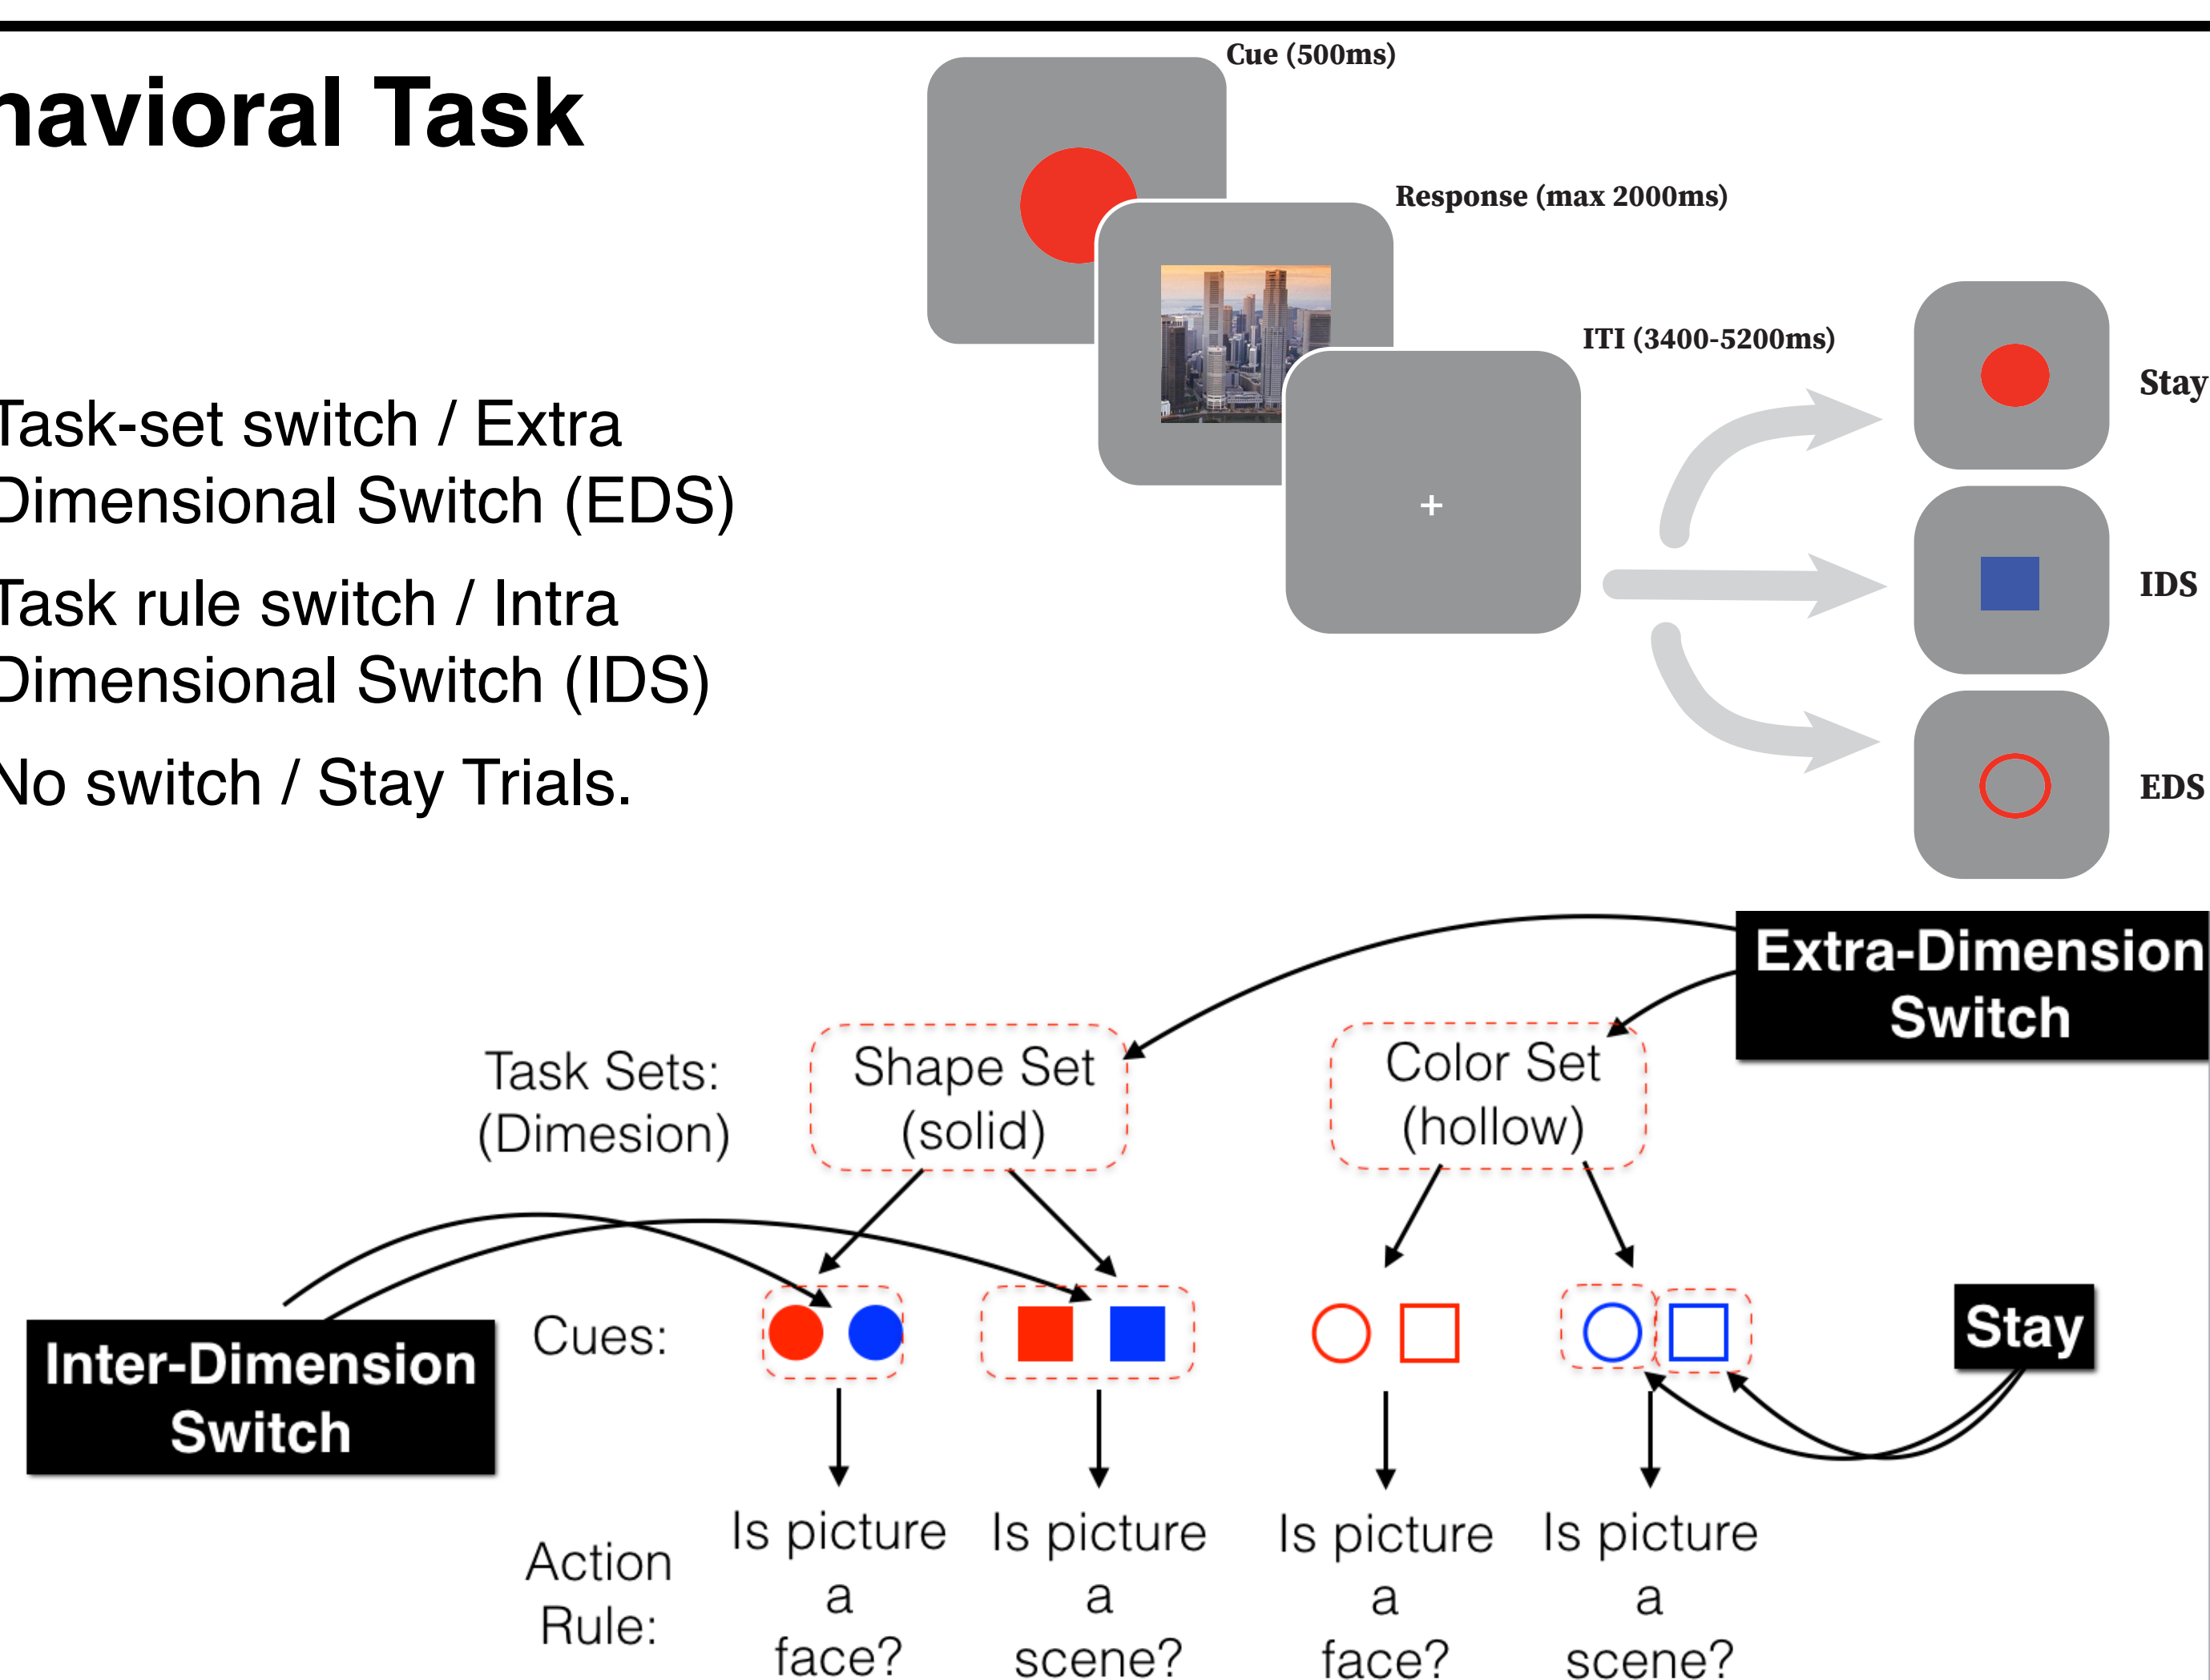 havioral Task
Cue (500ms)
Response (max 2000ms)
ITI (3400-5200ms)
Stay
IDS
EDS
Task-set switch / Extra
Dimensional Switch (EDS)
Task rule switch / Intra
Dimensional Switch (IDS)
No switch / Stay Trials.
Extra-Dimension
Switch
Task Sets:
(Dimesion)
Shape Set
(solid)
Color Set
(hollow)
Inter-Dimension
Switch
Cues:
Stay
Action
Rule:
Is picture
a
face?
Is picture
a
scene?
Is picture
a
face?
Is picture
a
scene?